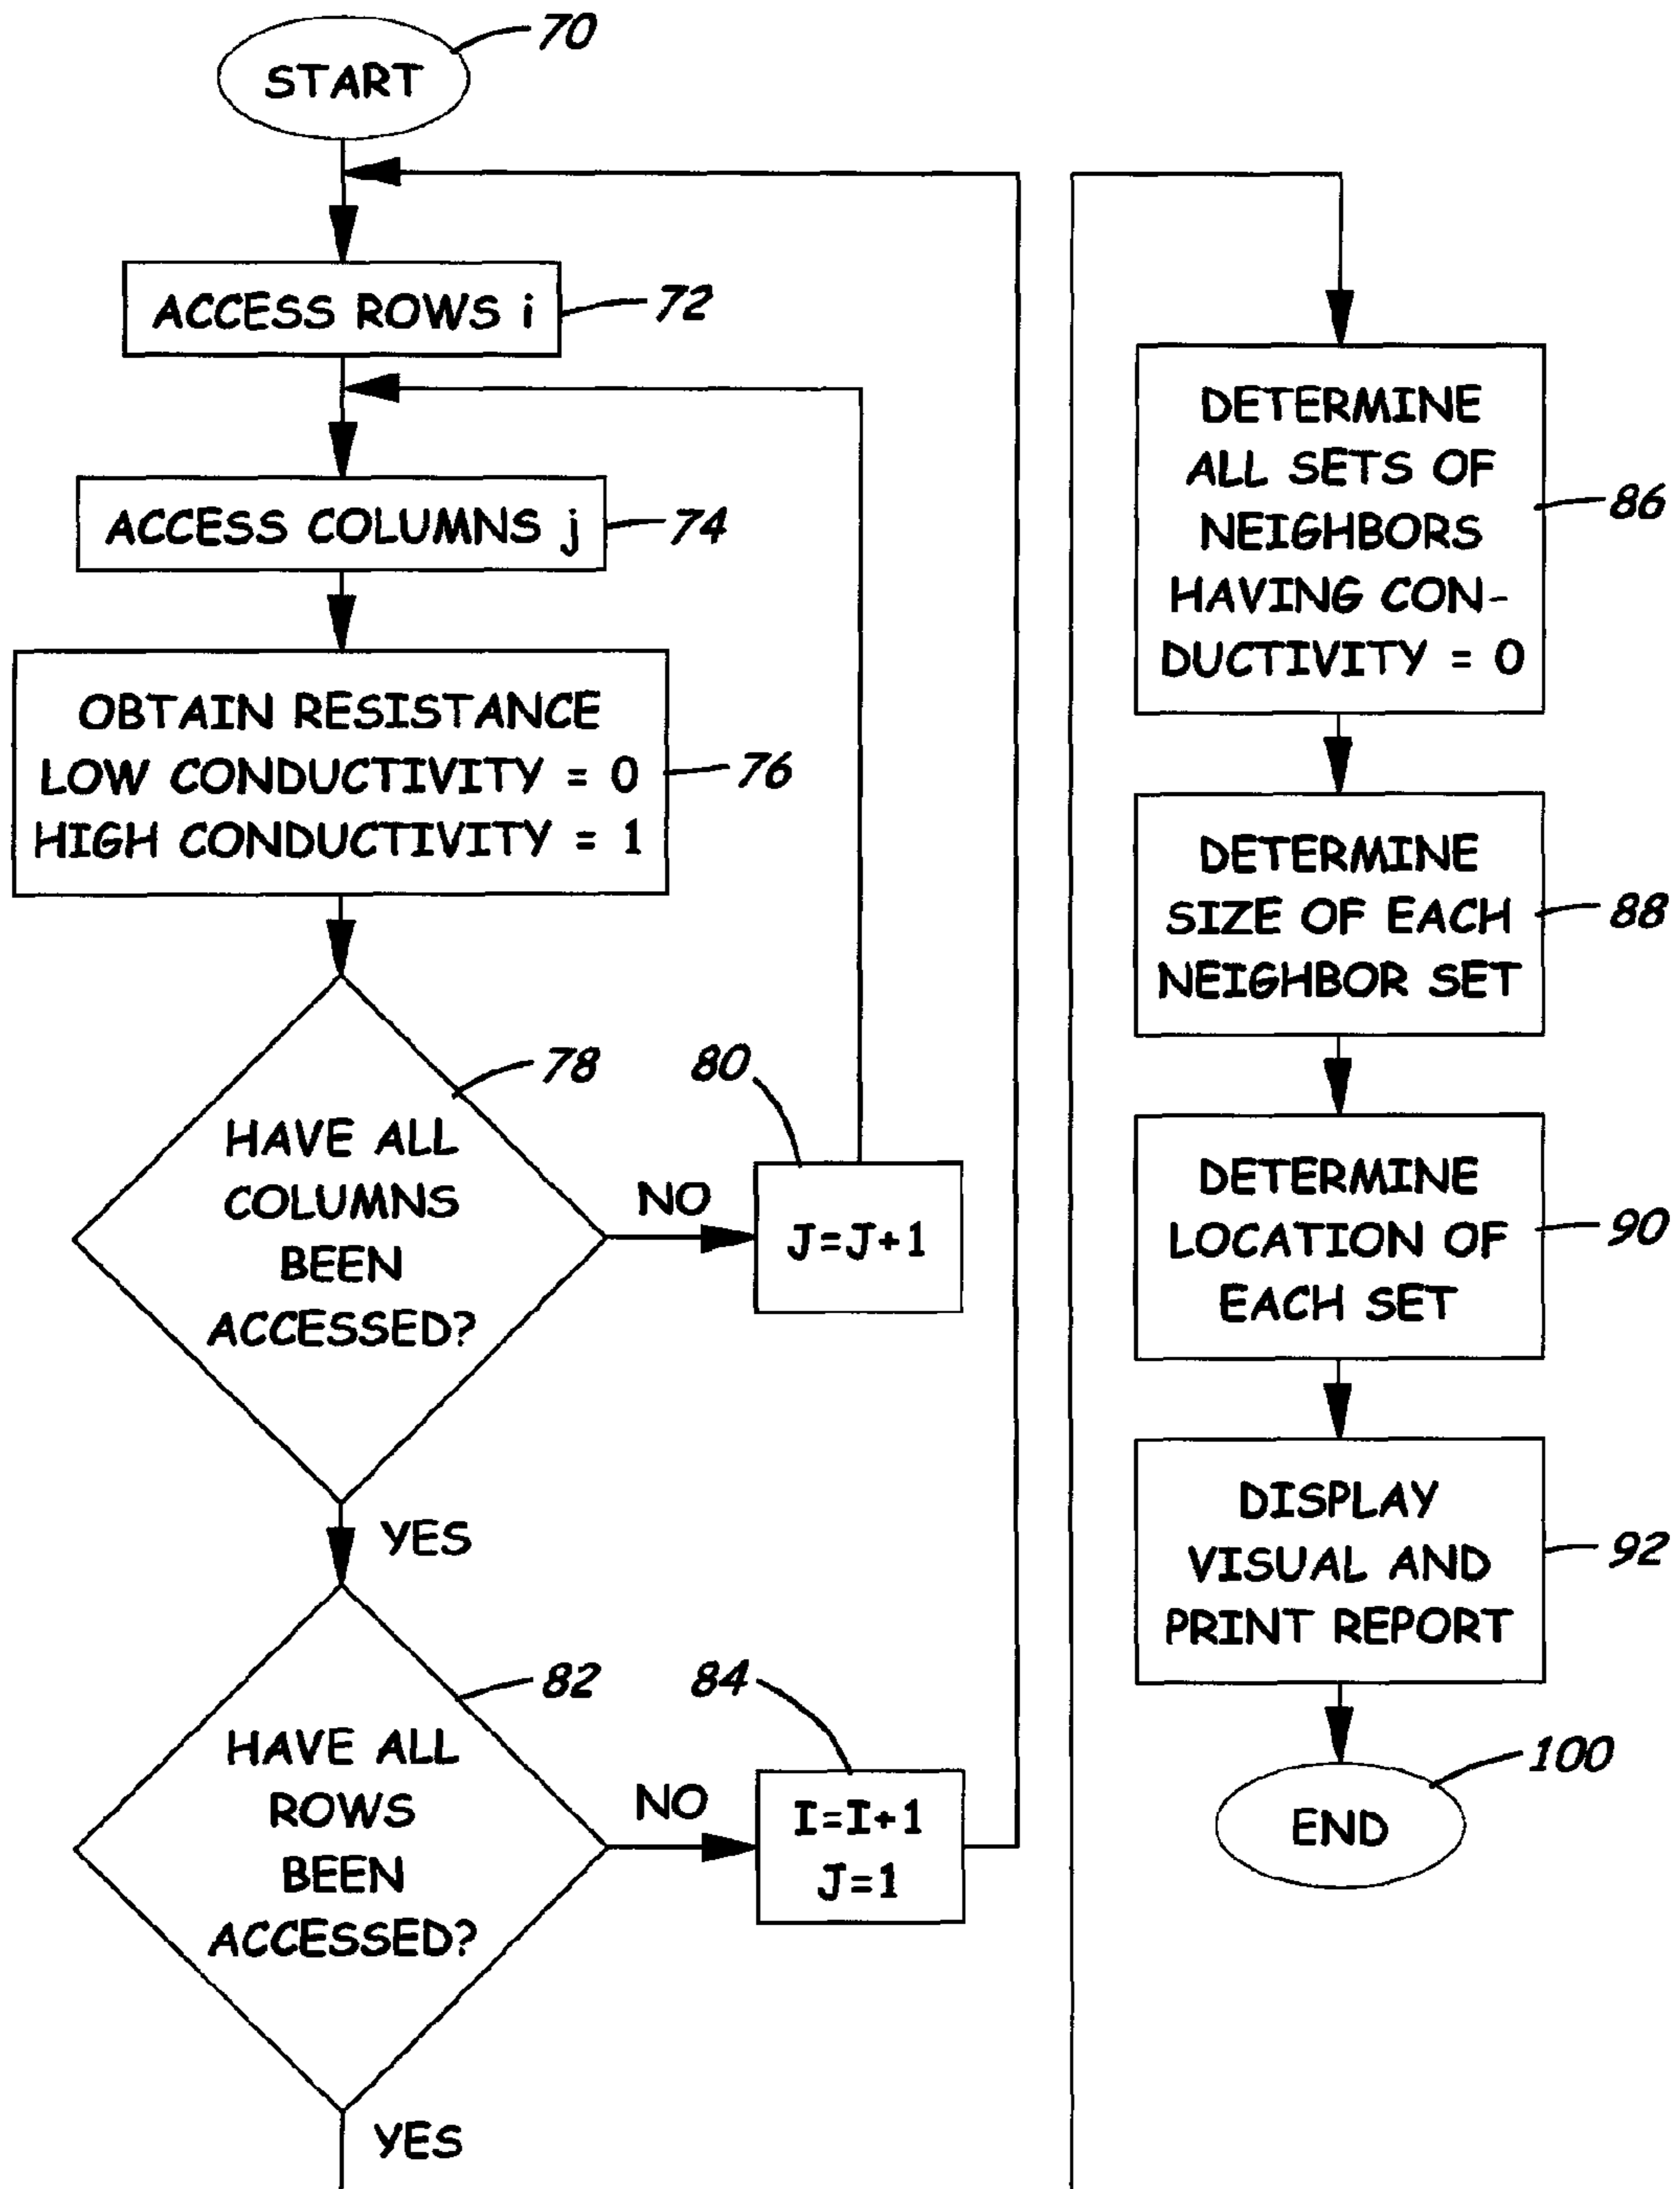 START
70
ACCESS ROWS i
72
ACCESS COLUMNS j
74
OBTAIN RESISTANCE
LOW CONDUCTIVITY = 0
HIGH CONDUCTIVITY = 1
76
HAVE ALL
COLUMNS
BEEN
ACCESSED?
78
NO
80
J=J+1
YES
HAVE ALL
ROWS
BEEN
ACCESSED?
82
NO
84
I=I+1
J=1
YES
DETERMINE
ALL SETS OF
NEIGHBORS
HAVING CON-
DUCTIVITY = 0
86
DETERMINE
SIZE OF EACH
NEIGHBOR SET
88
DETERMINE
LOCATION OF
EACH SET
90
DISPLAY
VISUAL AND
PRINT REPORT
92
END
100